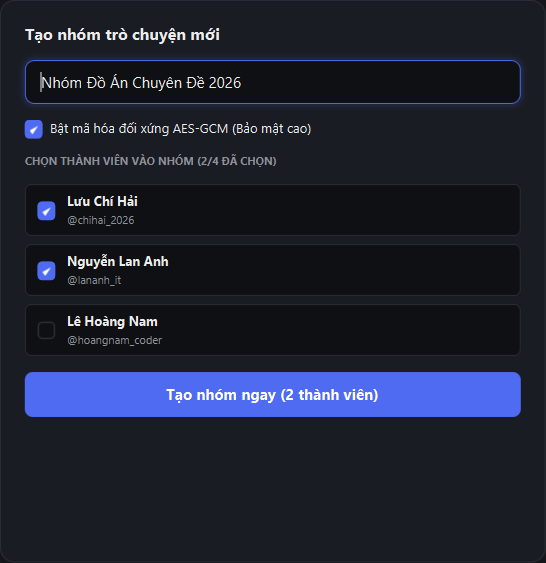 Tạo nhóm trò chuyện mới
Nhóm Đồ Án Chuyên Đề 2026
Bật mã hóa đối xứng AES-GCM (Bảo mật cao)
CHỌN THÀNH VIÊN VÀO NHÓM (2/4 ĐÃ CHỌN)
Lưu Chí Hải
@chihai_2026
Nguyễn Lan Anh
@lananh_it
Lê Hoàng Nam
@hoangnam_coder
Tạo nhóm ngay (2 thành viên)